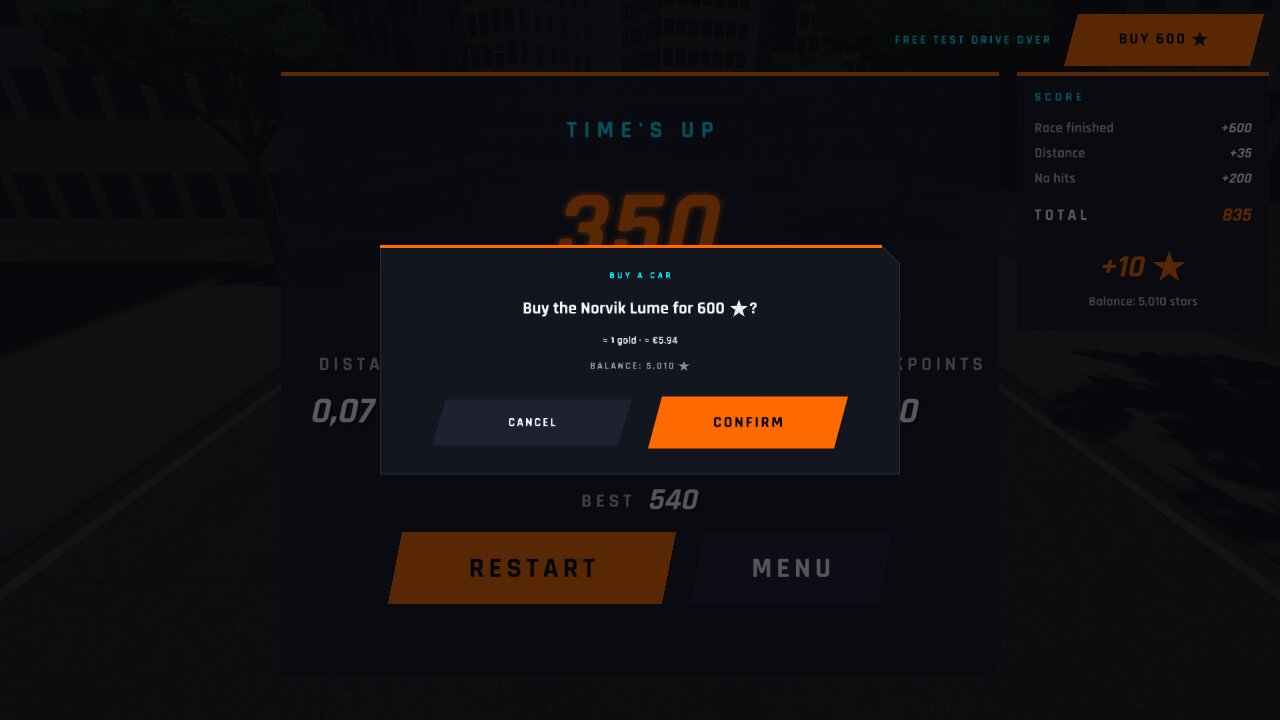 FREE TEST DRIVE OVER
BUY 600 ★
TIME'S UP
350
SCORE
Race finished +600
Distance +35
No hits +200
TOTAL 835
+10 ★
Balance: 5,010 stars
BUY A CAR
Buy the Norvik Lume for 600 ★?
≈ 1 gold · ≈ €5.94
BALANCE: 5,010 ★
CANCEL
CONFIRM
BEST 540
RESTART
MENU